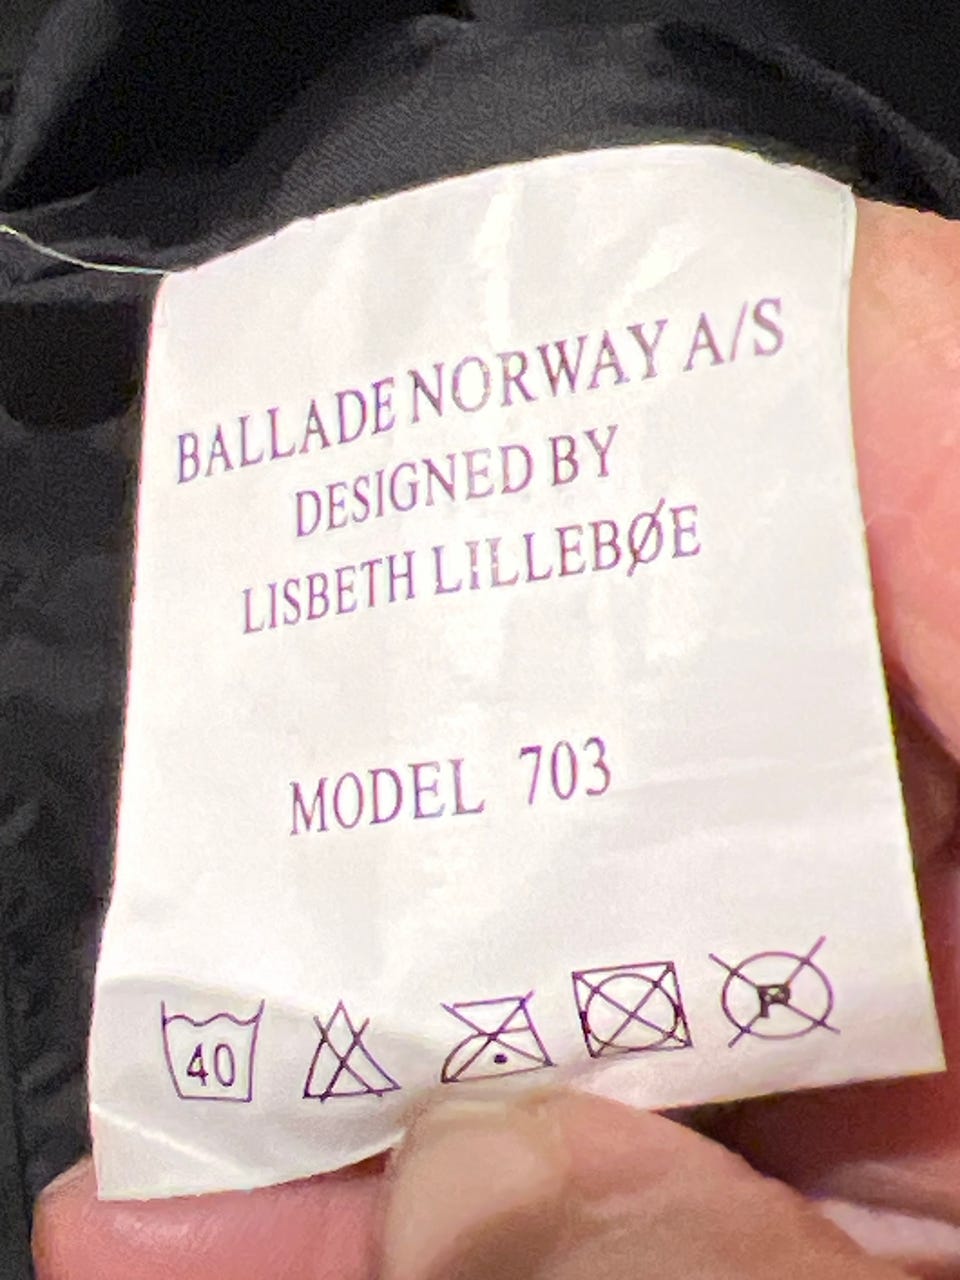 BALLADE NORWAY A/S
DESIGNED BY
LISBETH LILLEBØE
MODEL 703
40
P